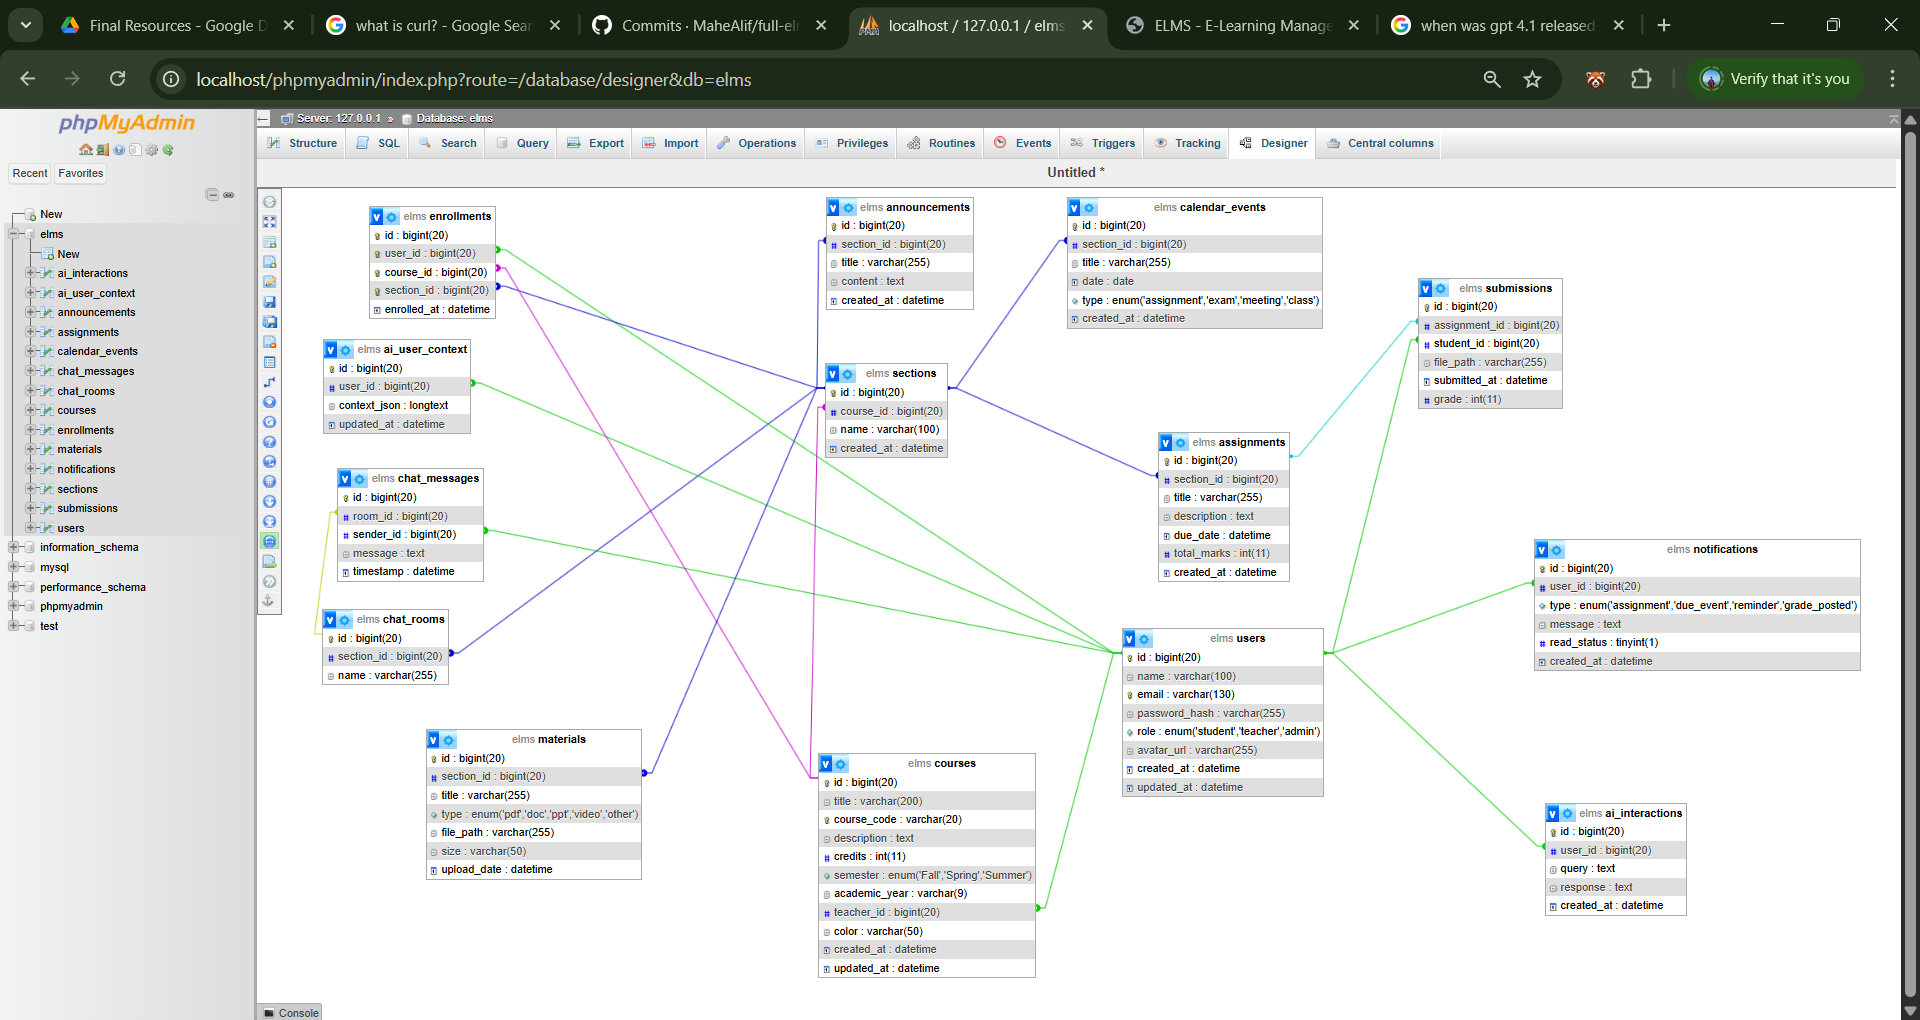 Final Resources - Google D
what is curl? - Google Sear
Commits · MaheAlif/full-el
localhost / 127.0.0.1 / elms
ELMS - E-Learning Manage
when was gpt 4.1 released
localhost/phpmyadmin/index.php?route=/database/designer&db=elms
Verify that it's you
phpMyAdmin
Recent
Favorites
New
elms
New
ai_interactions
ai_user_context
announcements
assignments
calendar_events
chat_messages
chat_rooms
courses
enrollments
materials
notifications
sections
submissions
users
information_schema
mysql
performance_schema
phpmyadmin
test
Server: 127.0.0.1 » Database: elms
Structure
SQL
Search
Query
Export
Import
Operations
Privileges
Routines
Events
Triggers
Tracking
Designer
Central columns
Untitled *
elms enrollments
id : bigint(20)
user_id : bigint(20)
course_id : bigint(20)
section_id : bigint(20)
enrolled_at : datetime
elms announcements
id : bigint(20)
section_id : bigint(20)
title : varchar(255)
content : text
created_at : datetime
elms calendar_events
id : bigint(20)
section_id : bigint(20)
title : varchar(255)
date : date
type : enum('assignment','exam','meeting','class')
created_at : datetime
elms submissions
id : bigint(20)
assignment_id : bigint(20)
student_id : bigint(20)
file_path : varchar(255)
submitted_at : datetime
grade : int(11)
elms ai_user_context
id : bigint(20)
user_id : bigint(20)
context_json : longtext
updated_at : datetime
elms sections
id : bigint(20)
course_id : bigint(20)
name : varchar(100)
created_at : datetime
elms assignments
id : bigint(20)
section_id : bigint(20)
title : varchar(255)
description : text
due_date : datetime
total_marks : int(11)
created_at : datetime
elms chat_messages
id : bigint(20)
room_id : bigint(20)
sender_id : bigint(20)
message : text
timestamp : datetime
elms notifications
id : bigint(20)
user_id : bigint(20)
type : enum('assignment','due_event','reminder','grade_posted')
message : text
read_status : tinyint(1)
created_at : datetime
elms chat_rooms
id : bigint(20)
section_id : bigint(20)
name : varchar(255)
elms users
id : bigint(20)
name : varchar(100)
email : varchar(130)
password_hash : varchar(255)
role : enum('student','teacher','admin')
avatar_url : varchar(255)
created_at : datetime
updated_at : datetime
elms materials
id : bigint(20)
section_id : bigint(20)
title : varchar(255)
type : enum('pdf','doc','ppt','video','other')
file_path : varchar(255)
size : varchar(50)
upload_date : datetime
elms courses
id : bigint(20)
title : varchar(200)
course_code : varchar(20)
description : text
credits : int(11)
semester : enum('Fall','Spring','Summer')
academic_year : varchar(9)
teacher_id : bigint(20)
color : varchar(50)
created_at : datetime
updated_at : datetime
elms ai_interactions
id : bigint(20)
user_id : bigint(20)
query : text
response : text
created_at : datetime
Console